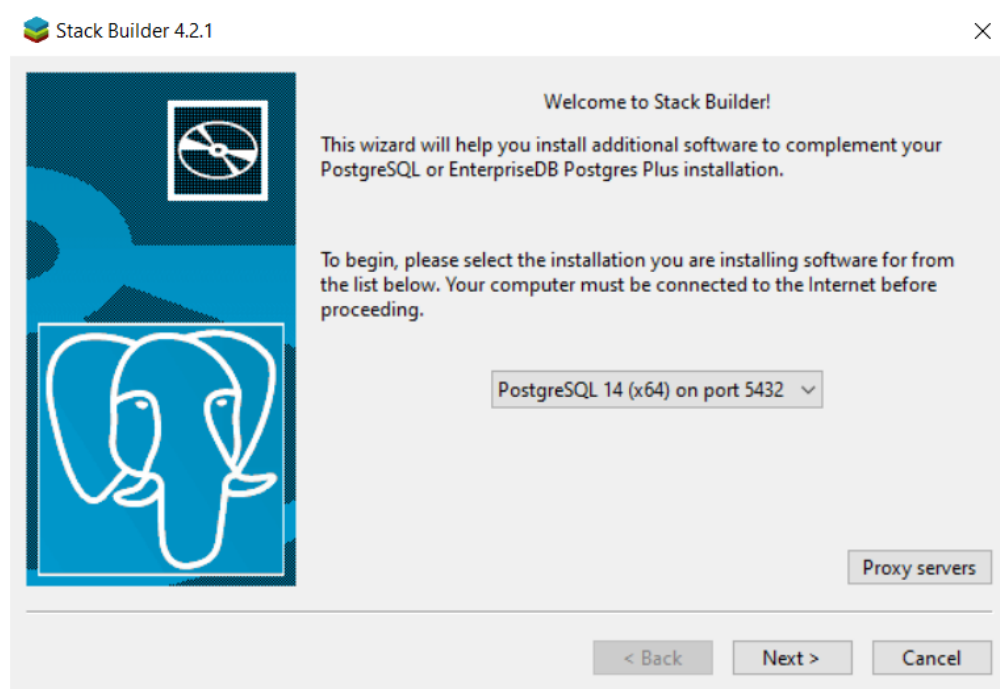 Stack Builder 4.2.1
Welcome to Stack Builder!
This wizard will help you install additional software to complement your
PostgreSQL or EnterpriseDB Postgres Plus installation.
To begin, please select the installation you are installing software for from
the list below. Your computer must be connected to the Internet before
proceeding.
PostgreSQL 14 (x64) on port 5432
Proxy servers
< Back
Next >
Cancel